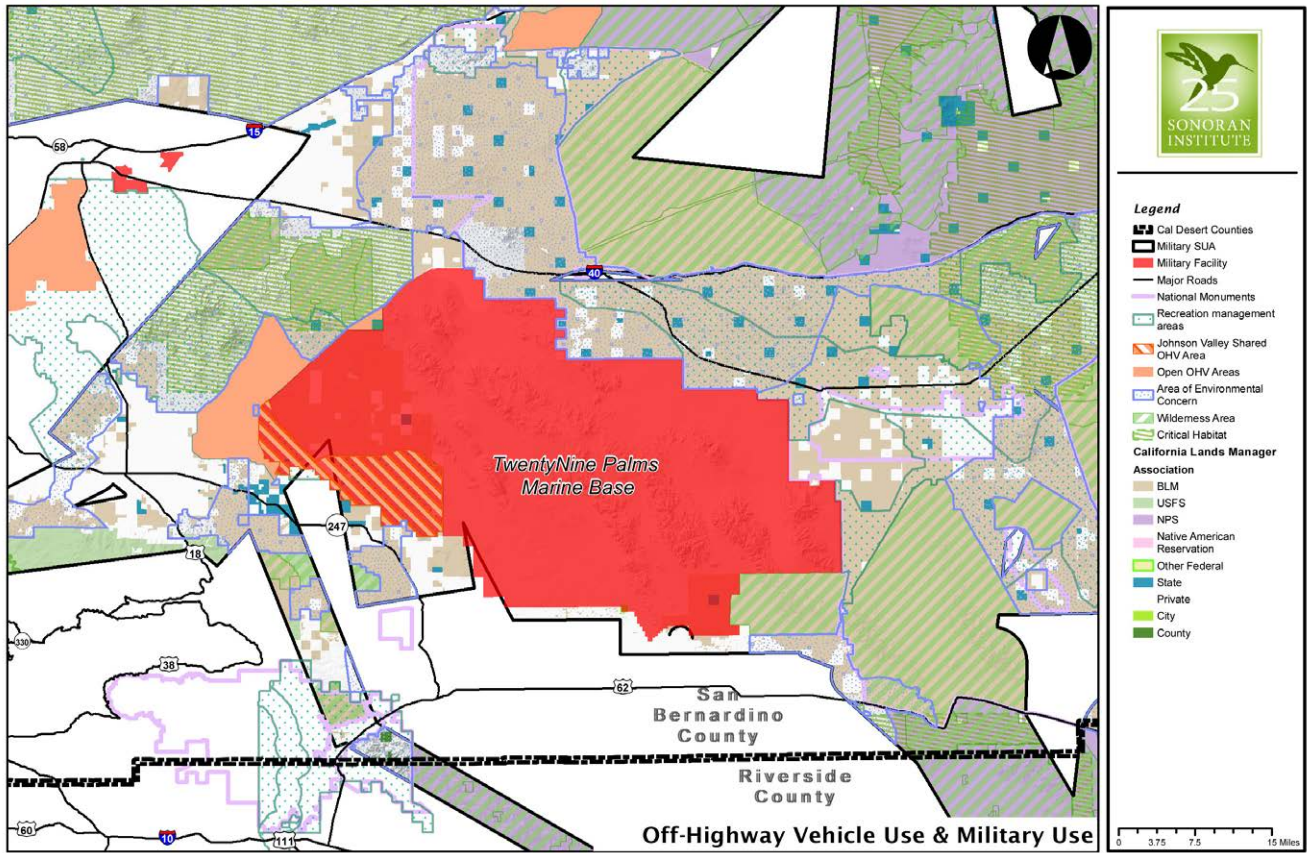 15
58
40
TwentyNine Palms
Marine Base
247
18
330
38
62
San
Bernardino
County
Riverside
County
60
10
111
Off-Highway Vehicle Use & Military Use
25
SONORAN
INSTITUTE
Legend
Cal Desert Counties
Military SUA
Military Facility
Major Roads
National Monuments
Recreation management
areas
Johnson Valley Shared
OHV Area
Open OHV Areas
Area of Environmental
Concern
Wilderness Area
Critical Habitat
California Lands Manager
Association
BLM
USFS
NPS
Native American
Reservation
Other Federal
State
Private
City
County
0 3.75 7.5 15 Miles